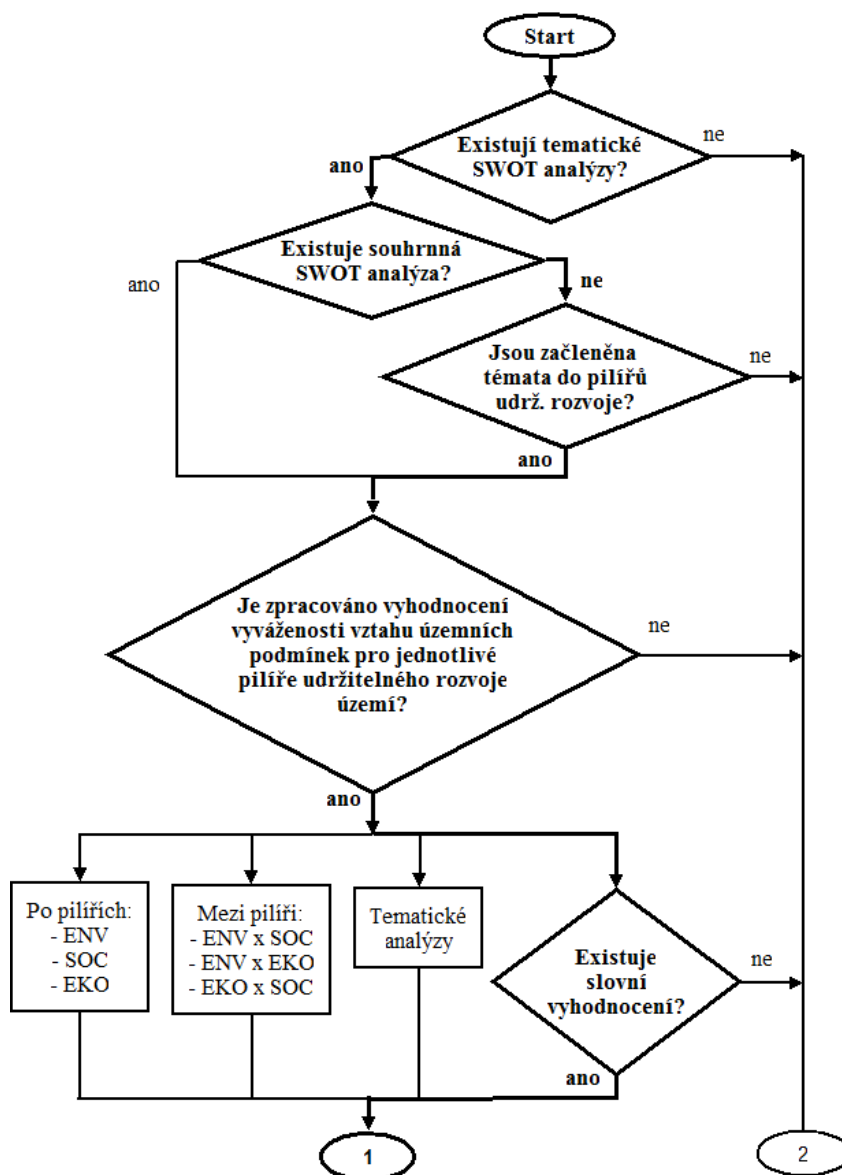 Start
Existují tematické
SWOT analýzy?
ne
ano
Existuje souhrnná
SWOT analýza?
ano
ne
Jsou začleněna
témata do pilířů
udrž. rozvoje?
ne
ano
Je zpracováno vyhodnocení
vyváženosti vztahu územních
podmínek pro jednotlivé
pilíře udržitelného rozvoje
území?
ne
ano
Po pilířích:
- ENV
- SOC
- EKO
Mezi pilíři:
- ENV x SOC
- ENV x EKO
- EKO x SOC
Tematické
analýzy
Existuje
slovní
vyhodnocení?
ne
ano
1
2